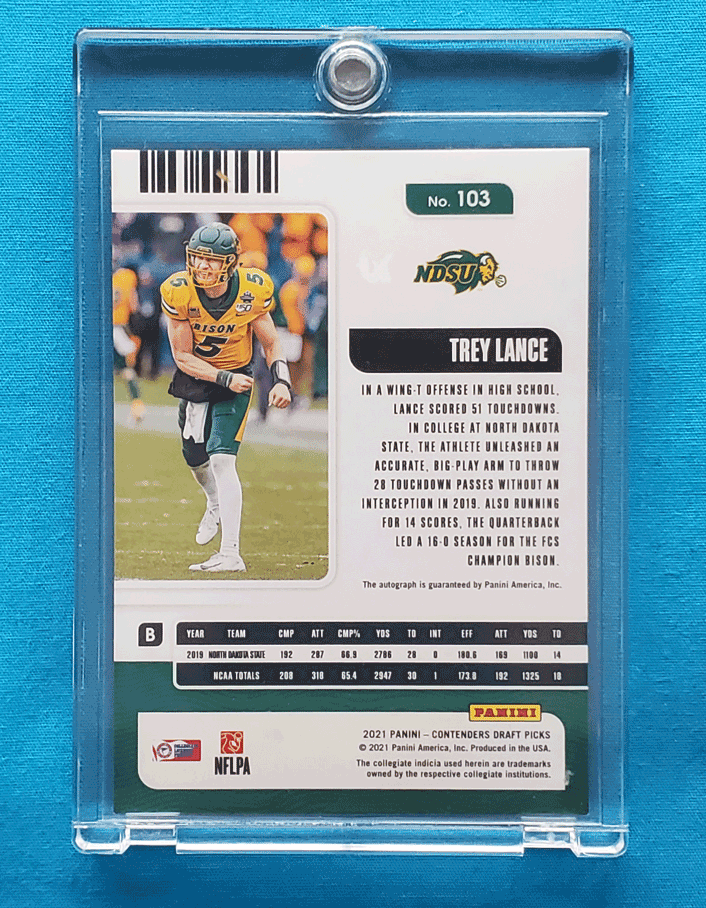 No. 103
NDSU
5
5
150
BISON
5
TREY LANCE
IN A WING-T OFFENSE IN HIGH SCHOOL,
LANCE SCORED 51 TOUCHDOWNS.
IN COLLEGE AT NORTH DAKOTA
STATE, THE ATHLETE UNLEASHED AN
ACCURATE, BIG-PLAY ARM TO THROW
28 TOUCHDOWN PASSES WITHOUT AN
INTERCEPTION IN 2019. ALSO RUNNING
FOR 14 SCORES, THE QUARTERBACK
LED A 16-0 SEASON FOR THE FCS
CHAMPION BISON.
The autograph is guaranteed by Panini America, Inc.
B
YEAR TEAM CMP ATT CMP% YDS TD INT EFF ATT YDS TD
2019 NORTH DAKOTA STATE 192 287 66.9 2786 28 0 180.6 169 1100 14
NCAA TOTALS 208 318 65.4 2947 30 1 173.8 192 1325 18
PANINI
2021 PANINI – CONTENDERS DRAFT PICKS
© 2021 Panini America, Inc. Produced in the USA.
The collegiate indicia used herein are trademarks
owned by the respective collegiate institutions.
NFLPA